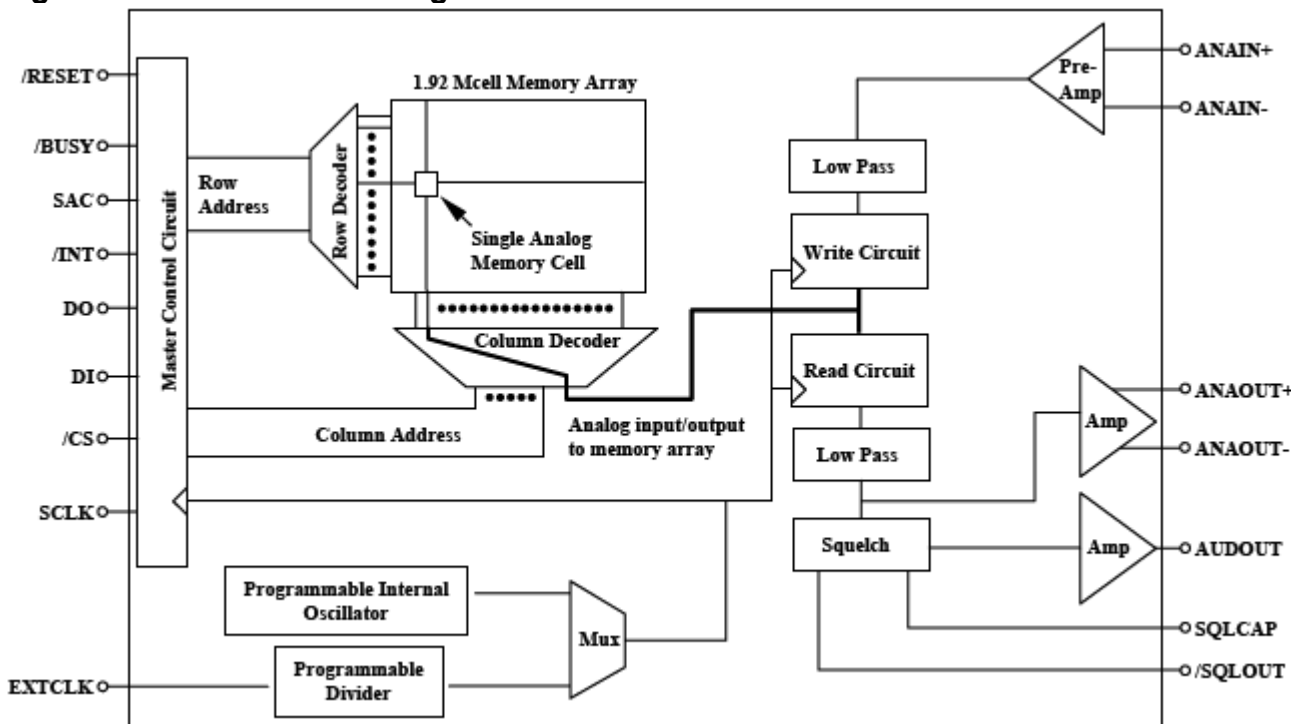 /RESET
/BUSY
SAC
/INT
DO
DI
/CS
SCLK
EXTCLK
Master Control Circuit
Row
Address
Row Decoder
1.92 Mcell Memory Array
Single Analog
Memory Cell
Column Decoder
Column Address
Analog input/output
to memory array
Programmable Internal
Oscillator
Programmable
Divider
Mux
Pre-
Amp
Low Pass
Write Circuit
Read Circuit
Low Pass
Squelch
Amp
Amp
ANAIN+
ANAIN-
ANAOUT+
ANAOUT-
AUDOUT
SQLCAP
/SQLOUT